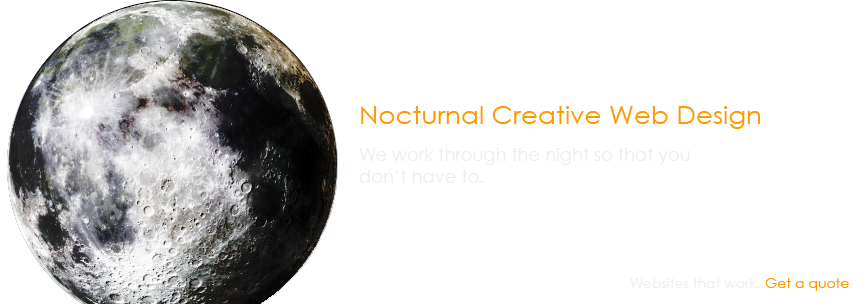 Nocturnal Creative Web Design
We work through the night so that you
don't have to.
Websites that work. Get a quote